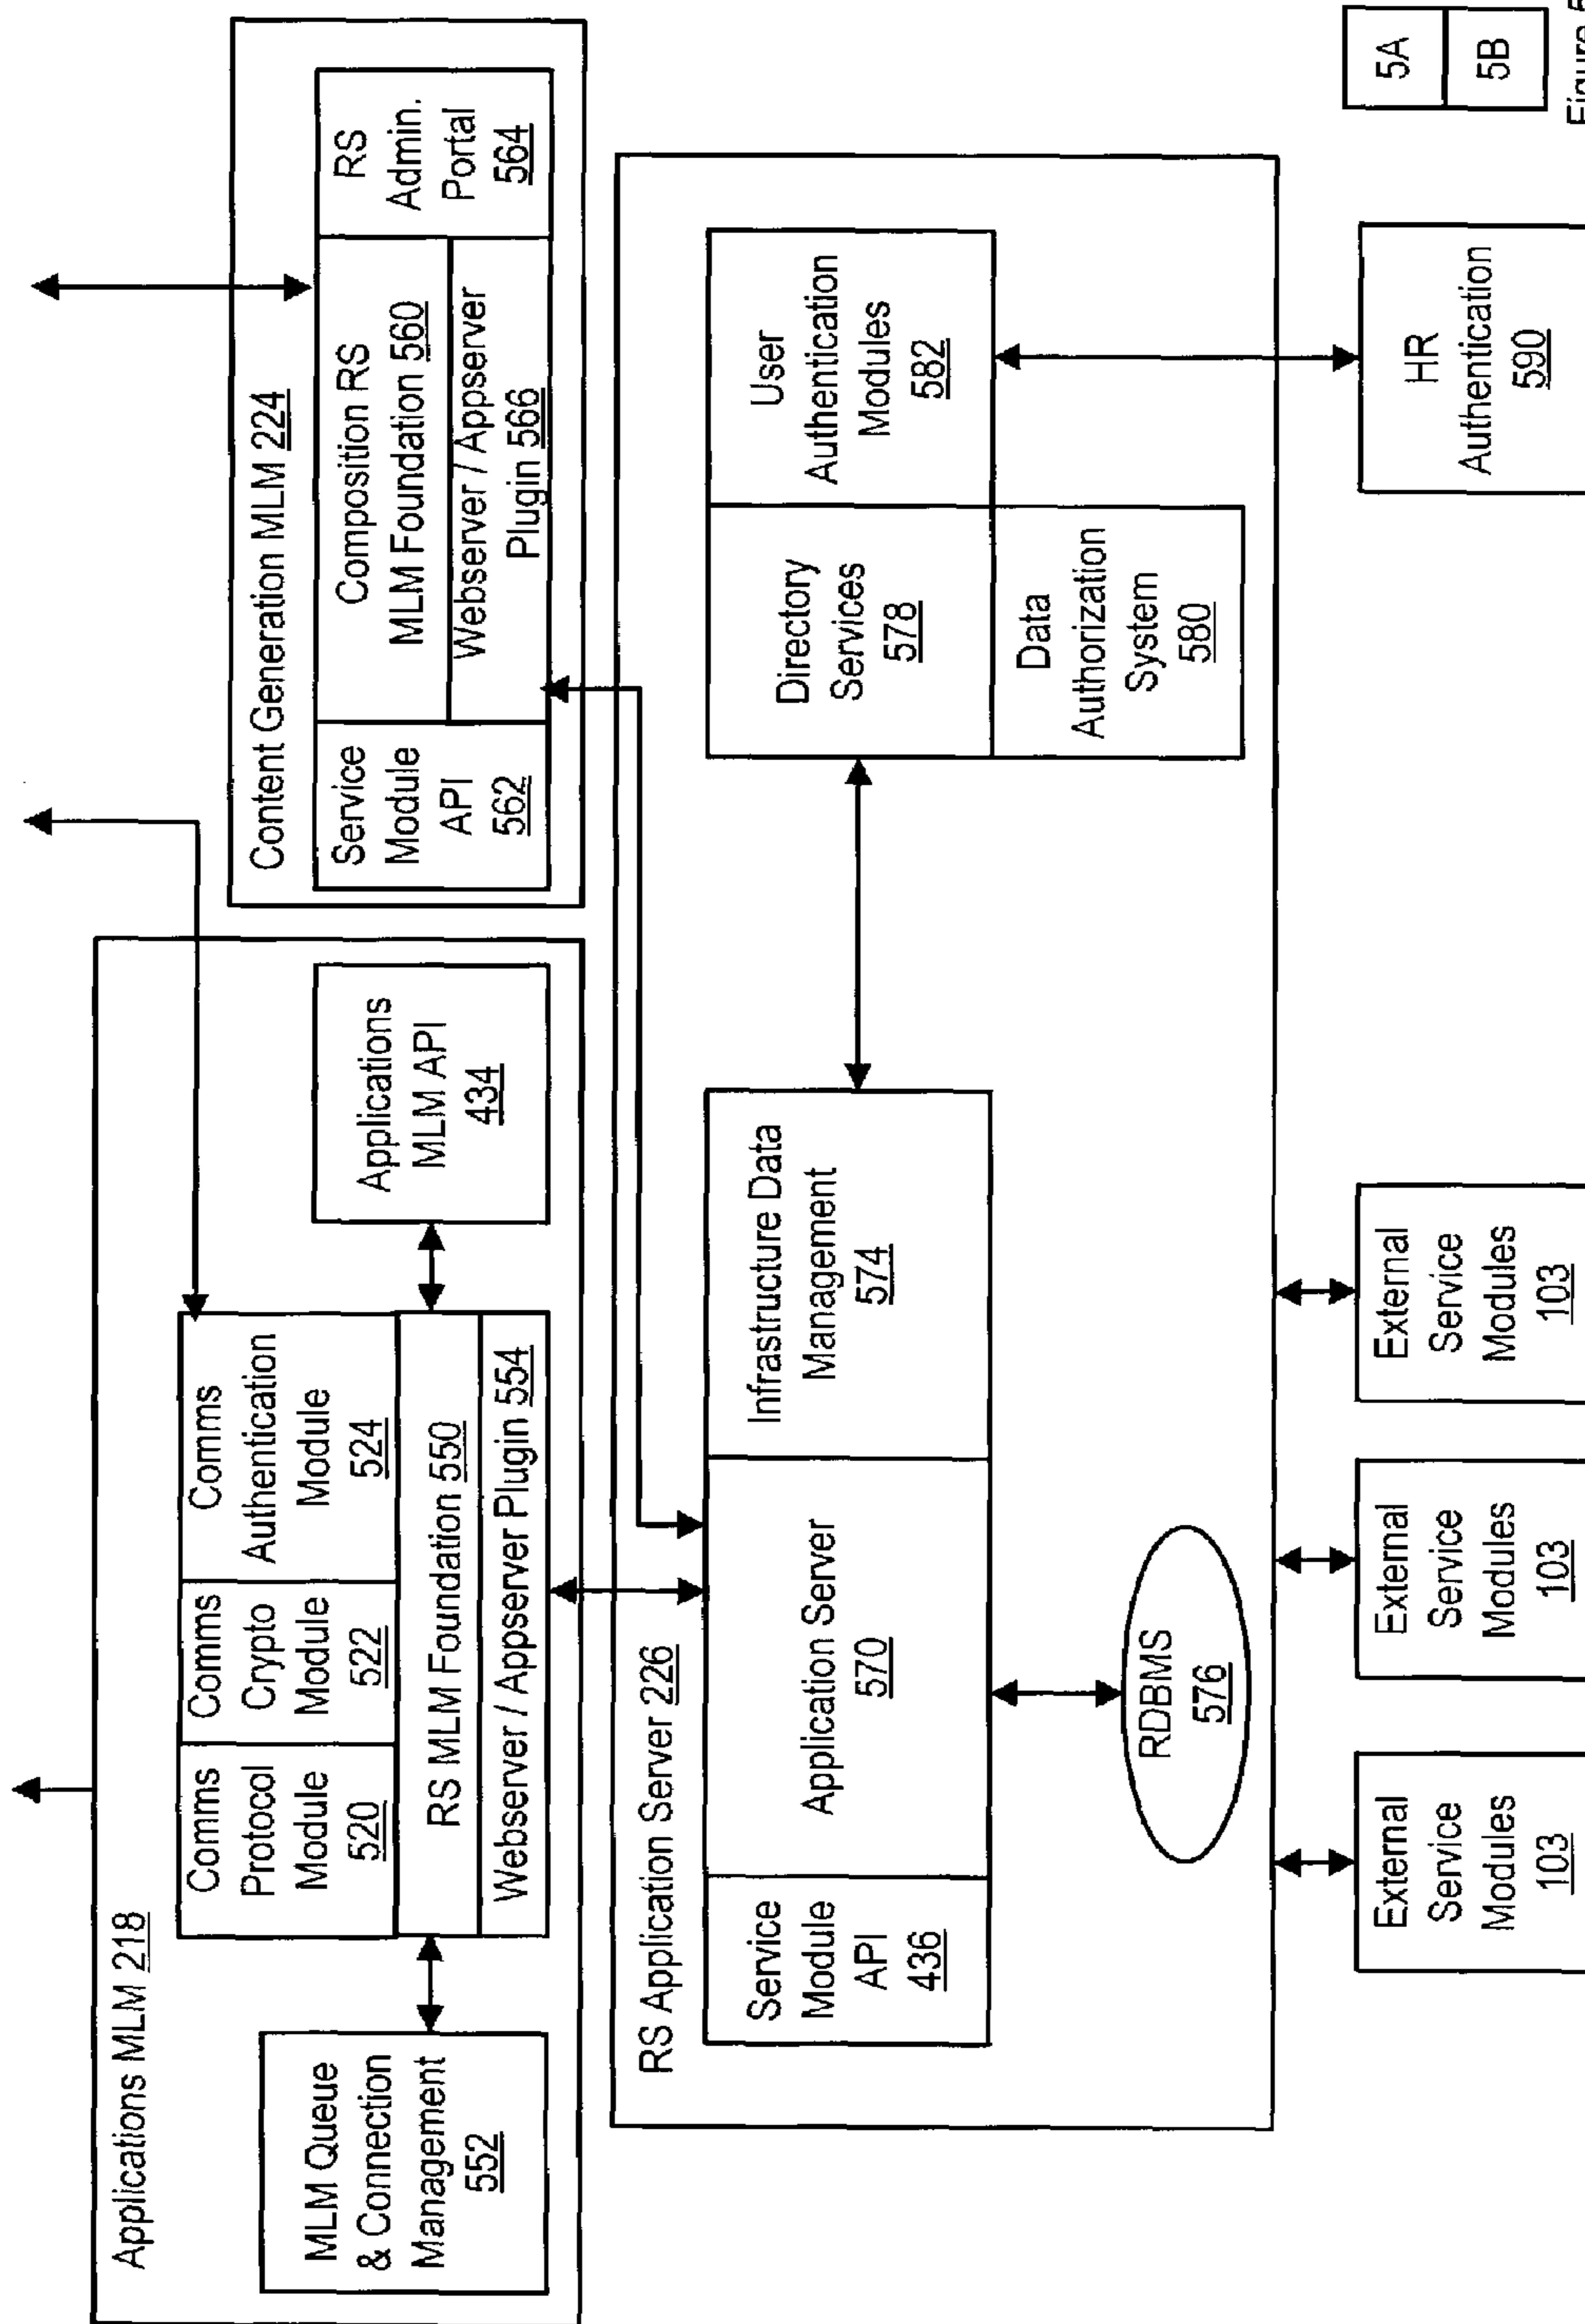 Applications MLM 218
MLM Queue
& Connection
Management
552
Comms
Protocol
Module
520
Comms
Crypto
Module
522
Comms
Authentication
Module
524
RS MLM Foundation 550
Webserver / Appserver Plugin 554
Applications
MLM API
434
Content Generation MLM 224
Service
Module
API
562
Composition RS
MLM Foundation 560
Webserver / Appserver
Plugin 566
RS
Admin.
Portal
564
RS Application Server 226
Service
Module
API
436
Application Server
570
Infrastructure Data
Management
574
RDBMS
576
Directory
Services
578
User
Authentication
Modules
582
Data
Authorization
System
580
External
Service
Modules
103
External
Service
Modules
103
External
Service
Modules
103
HR
Authentication
590
5A
5B
Figure 5